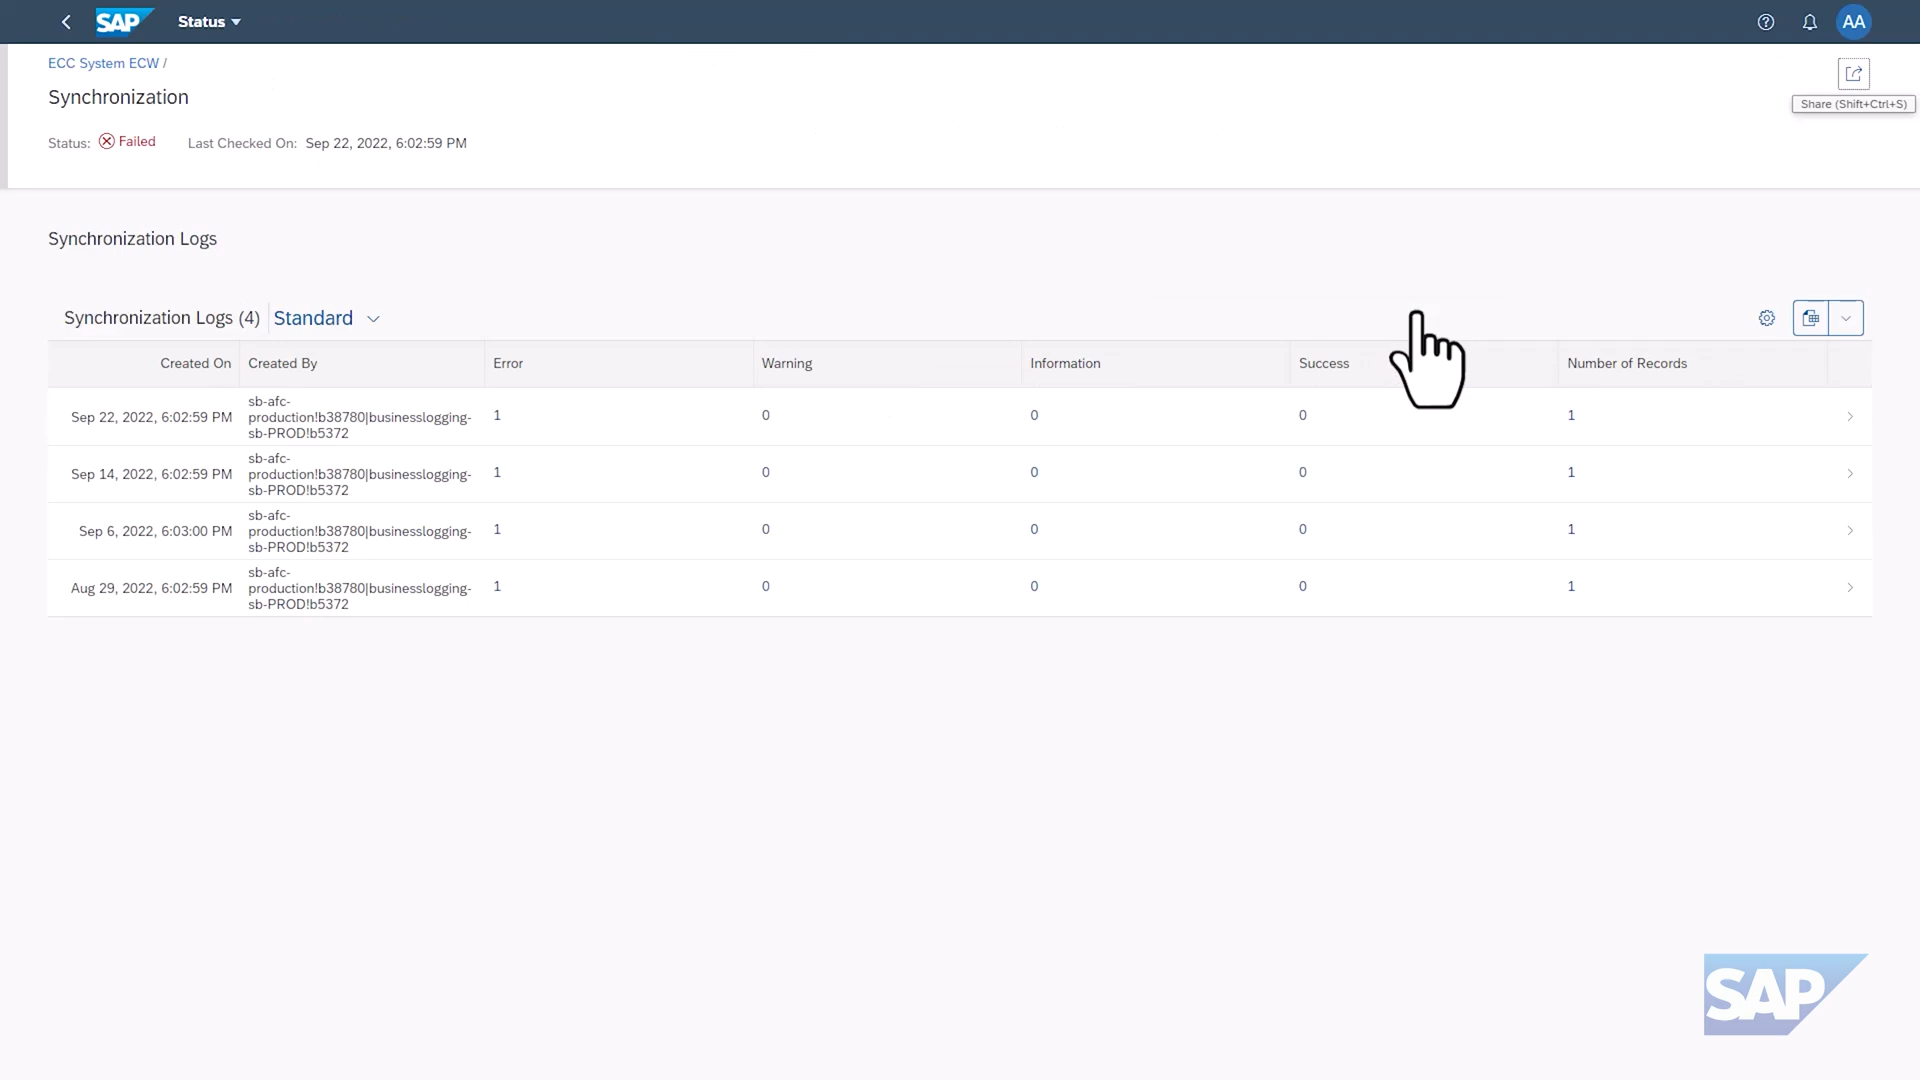 SAP Status
AA
ECC System ECW /
Share (Shift+Ctrl+S)
Synchronization
Status: Failed Last Checked On: Sep 22, 2022, 6:02:59 PM
Synchronization Logs
Synchronization Logs (4) Standard
Created On Created By Error Warning Information Success Number of Records
sb-afc-
Sep 22, 2022, 6:02:59 PM production!b38780|businesslogging- 1 0 0 0 1
sb-PROD!b5372
sb-afc-
Sep 14, 2022, 6:02:59 PM production!b38780|businesslogging- 1 0 0 0 1
sb-PROD!b5372
sb-afc-
Sep 6, 2022, 6:03:00 PM production!b38780|businesslogging- 1 0 0 0 1
sb-PROD!b5372
sb-afc-
Aug 29, 2022, 6:02:59 PM production!b38780|businesslogging- 1 0 0 0 1
sb-PROD!b5372
SAP